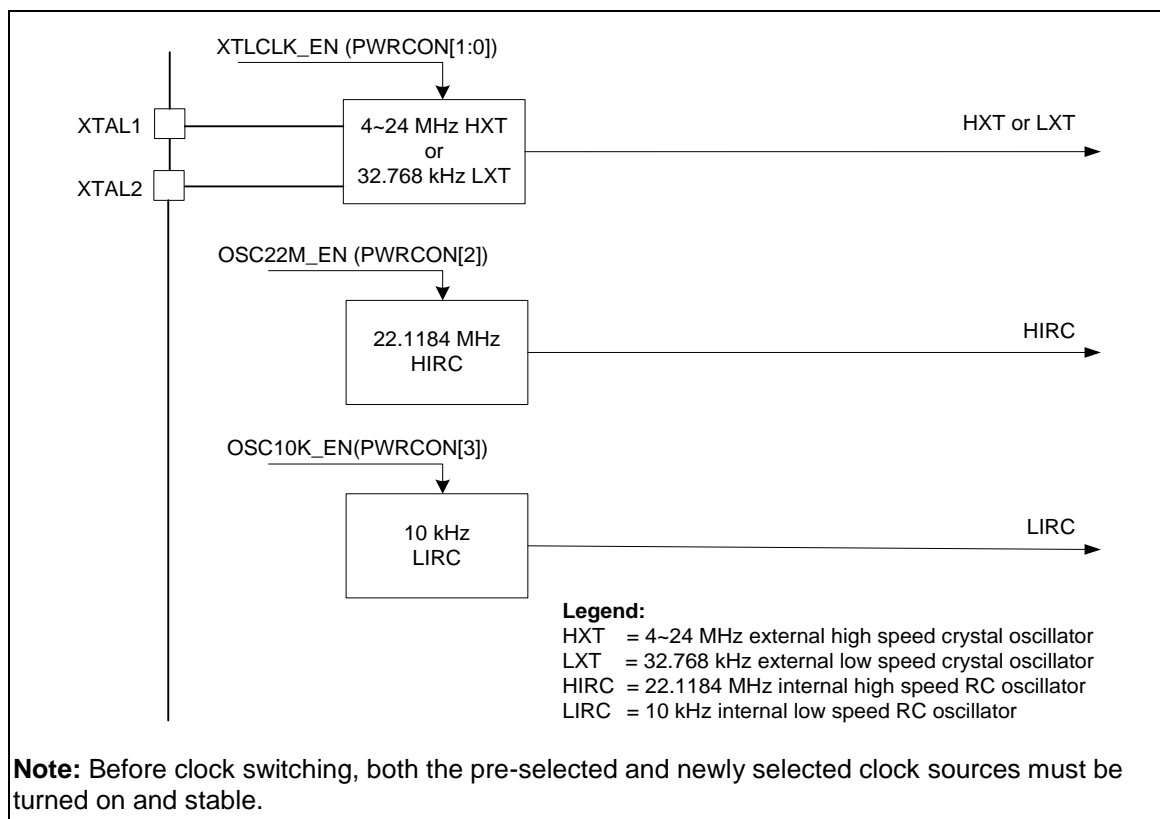 XTLCLK_EN (PWRCON[1:0])
XTAL1
XTAL2
4~24 MHz HXT
or
32.768 kHz LXT
HXT or LXT
OSC22M_EN (PWRCON[2])
22.1184 MHz
HIRC
HIRC
OSC10K_EN(PWRCON[3])
10 kHz
LIRC
LIRC
Legend:
HXT = 4~24 MHz external high speed crystal oscillator
LXT = 32.768 kHz external low speed crystal oscillator
HIRC = 22.1184 MHz internal high speed RC oscillator
LIRC = 10 kHz internal low speed RC oscillator
Note: Before clock switching, both the pre-selected and newly selected clock sources must be
turned on and stable.